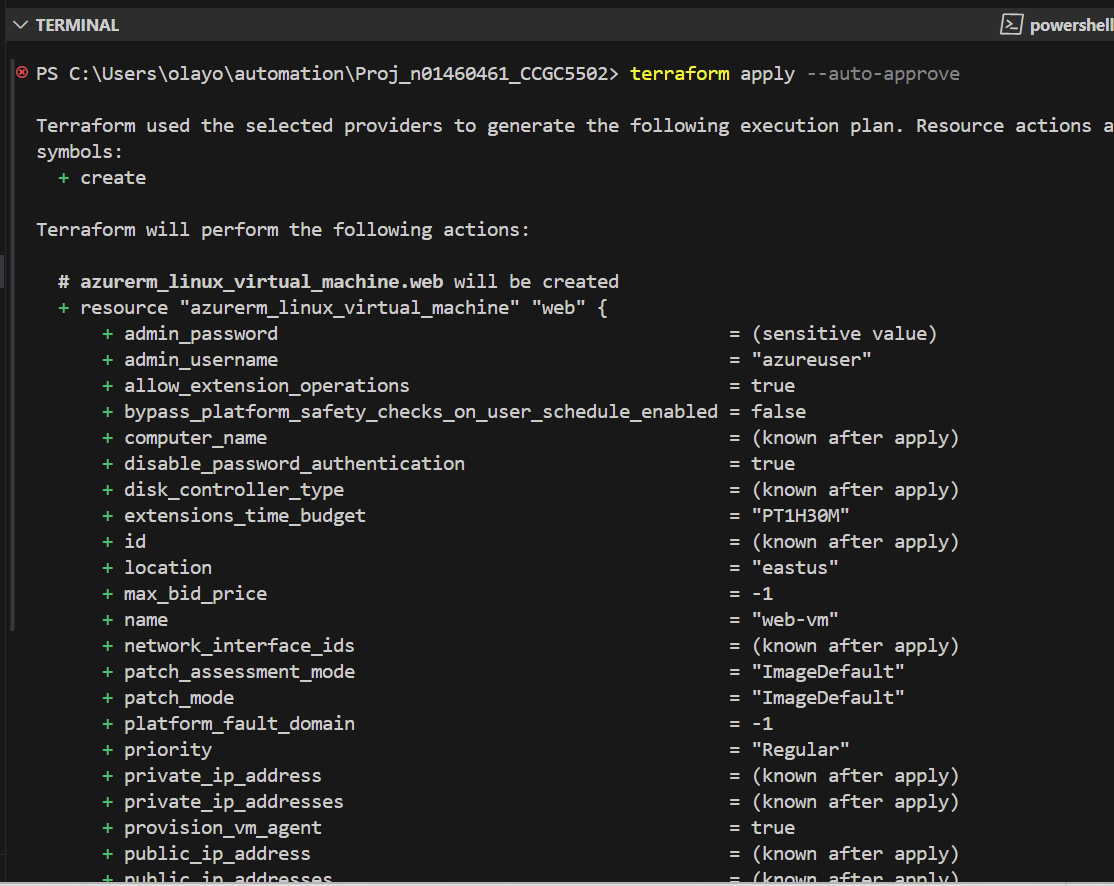 TERMINAL
powershell
PS C:\Users\olayo\automation\Proj_n01460461_CCGC5502> terraform apply --auto-approve
Terraform used the selected providers to generate the following execution plan. Resource actions a
symbols:
+ create
Terraform will perform the following actions:
# azurerm_linux_virtual_machine.web will be created
+ resource "azurerm_linux_virtual_machine" "web" {
+ admin_password = (sensitive value)
+ admin_username = "azureuser"
+ allow_extension_operations = true
+ bypass_platform_safety_checks_on_user_schedule_enabled = false
+ computer_name = (known after apply)
+ disable_password_authentication = true
+ disk_controller_type = (known after apply)
+ extensions_time_budget = "PT1H30M"
+ id = (known after apply)
+ location = "eastus"
+ max_bid_price = -1
+ name = "web-vm"
+ network_interface_ids = (known after apply)
+ patch_assessment_mode = "ImageDefault"
+ patch_mode = "ImageDefault"
+ platform_fault_domain = -1
+ priority = "Regular"
+ private_ip_address = (known after apply)
+ private_ip_addresses = (known after apply)
+ provision_vm_agent = true
+ public_ip_address = (known after apply)
+ public_ip_addresses = (known after apply)